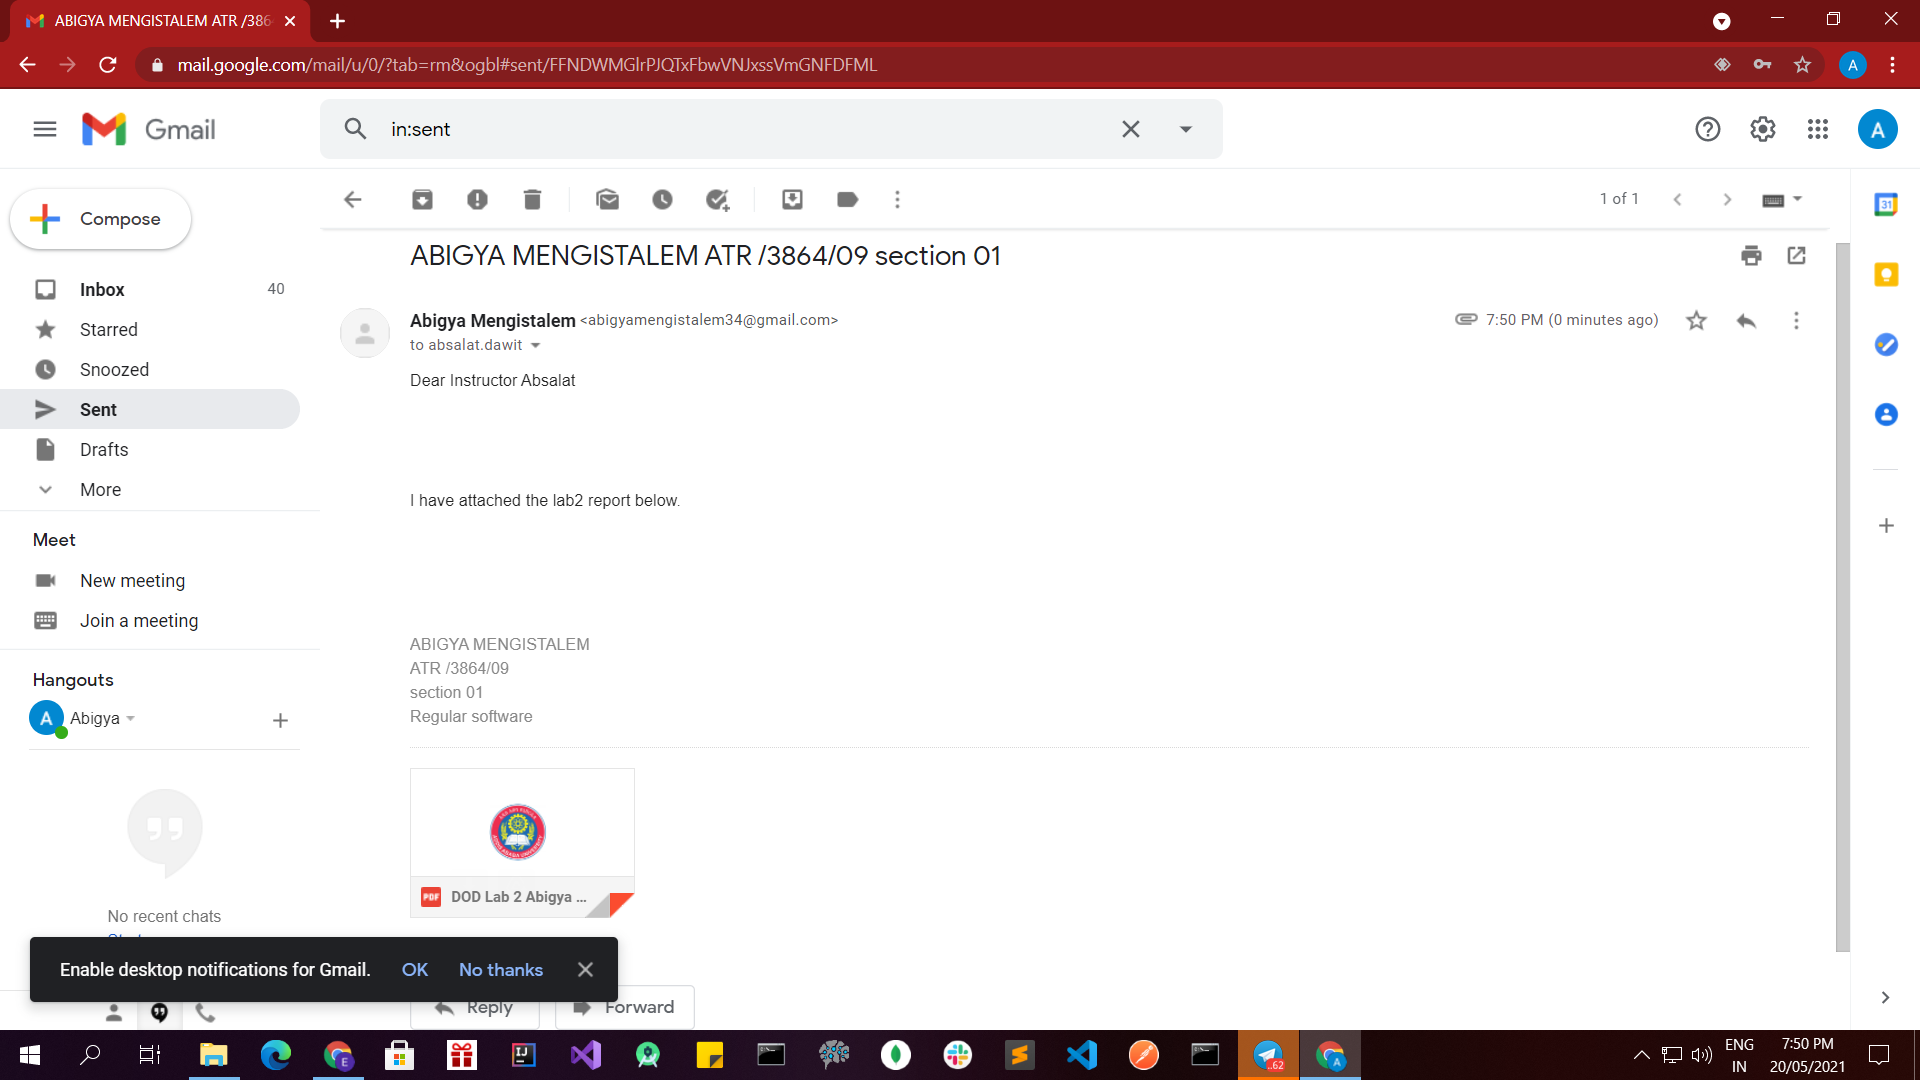 ABIGYA MENGISTALEM ATR /386
mail.google.com/mail/u/0/?tab=rm&ogbl#sent/FFNDWMGlrPJQTxFbwVNJxssVmGNFDFML
A
Gmail
in:sent
A
Compose
1 of 1
31
ABIGYA MENGISTALEM ATR /3864/09 section 01
Inbox 40
Starred
Snoozed
Sent
Drafts
More
Abigya Mengistalem <abigyamengistalem34@gmail.com> 7:50 PM (0 minutes ago)
to absalat.dawit
Dear Instructor Absalat
I have attached the lab2 report below.
Meet
New meeting
Join a meeting
ABIGYA MENGISTALEM
ATR /3864/09
section 01
Regular software
Hangouts
A Abigya
PDF DOD Lab 2 Abigya ...
No recent chats
Enable desktop notifications for Gmail. OK No thanks
Reply Forward
E
IJ
..62
A
ENG
IN
7:50 PM
20/05/2021